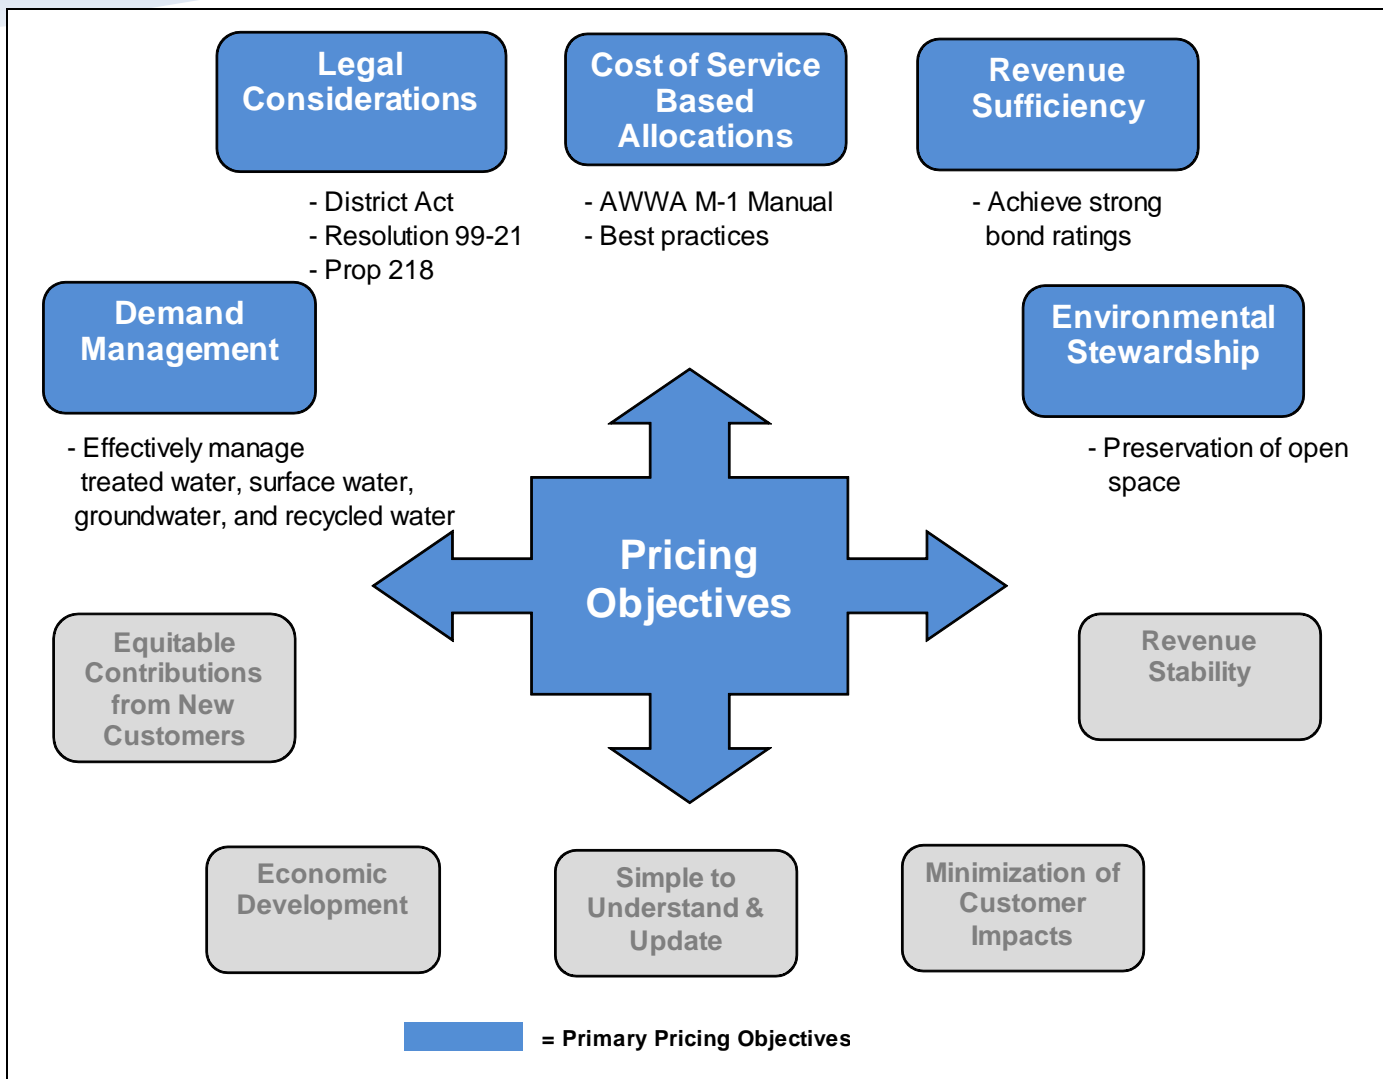 Legal
Considerations
Cost of Service
Based
Allocations
Revenue
Sufficiency
- District Act
- Resolution 99-21
- Prop 218
- AWWA M-1 Manual
- Best practices
- Achieve strong
bond ratings
Demand
Management
Environmental
Stewardship
- Effectively manage
treated water, surface water,
groundwater, and recycled water
- Preservation of open
space
Pricing
Objectives
Equitable
Contributions
from New
Customers
Revenue
Stability
Economic
Development
Simple to
Understand &
Update
Minimization of
Customer
Impacts
= Primary Pricing Objectives